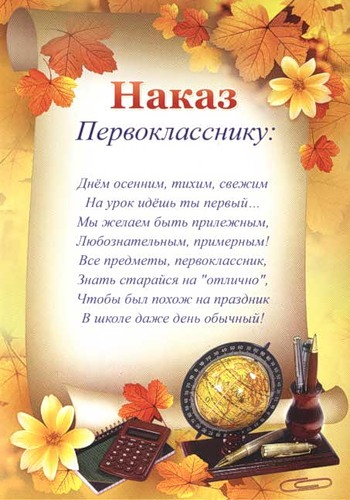 Наказ
Первокласснику:
Днём осенним, тихим, свежим
На урок идёшь ты первый...
Мы желаем быть прилежным,
Любознательным, примерным!
Все предметы, первоклассник,
Знать старайся на "отлично",
Чтобы был похож на праздник
В школе даже день обычный!